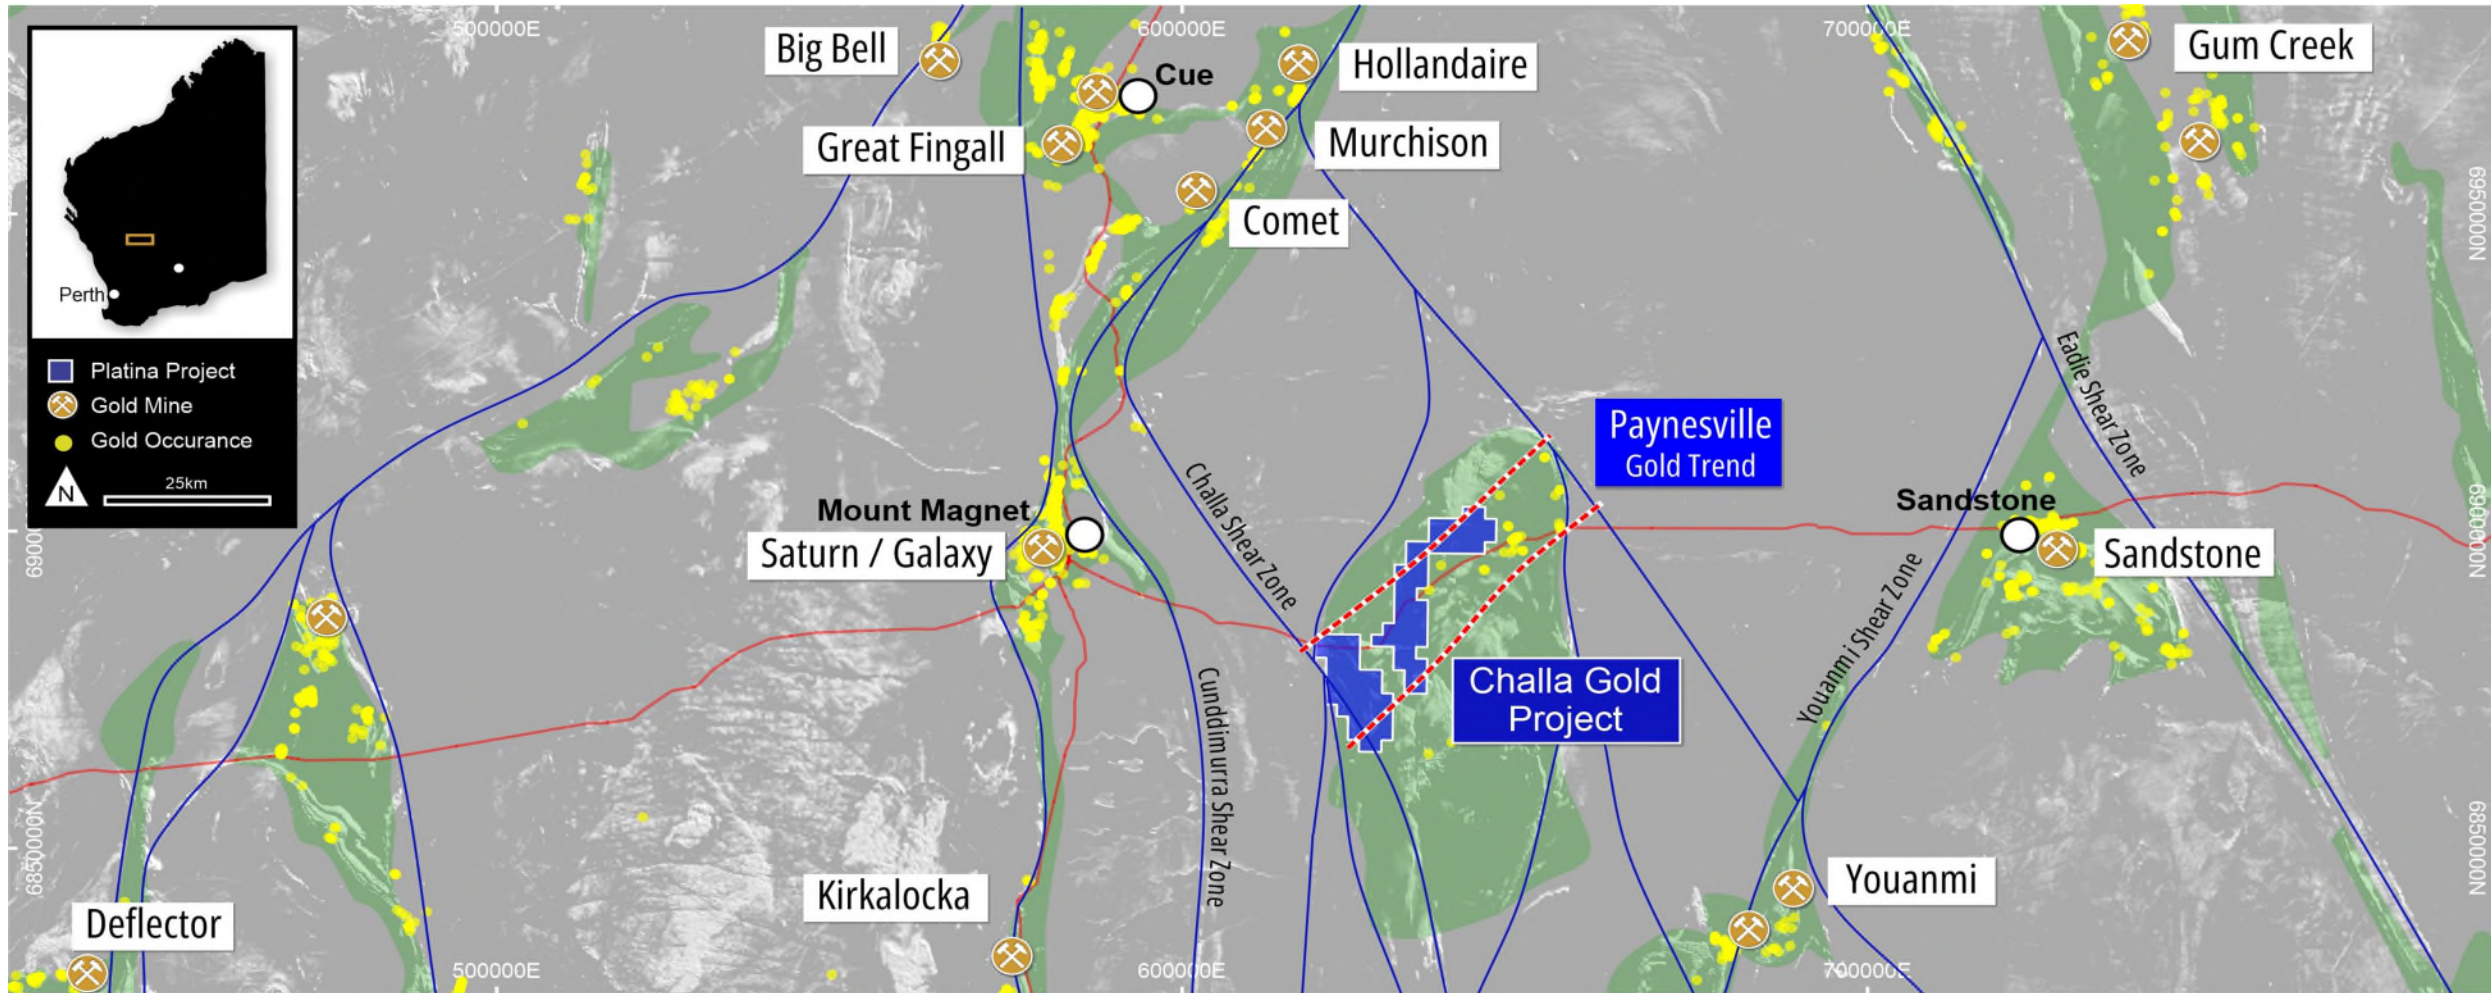 500000E
600000E
700000E
Big Bell
Cue
Hollandaire
Gum Creek
Great Fingall
Murchison
Comet
6950000N
Perth
Platina Project
Gold Mine
Gold Occurance
N
25km
Eadie Shear Zone
Paynesville
Gold Trend
Challa Shear Zone
Mount Magnet
Saturn / Galaxy
Sandstone
Sandstone
6900000N
Youanmi Shear Zone
Challa Gold
Project
Cunddimurra Shear Zone
6850000N
6850000N
Kirkalocka
Youanmi
Deflector
500000E
600000E
700000E